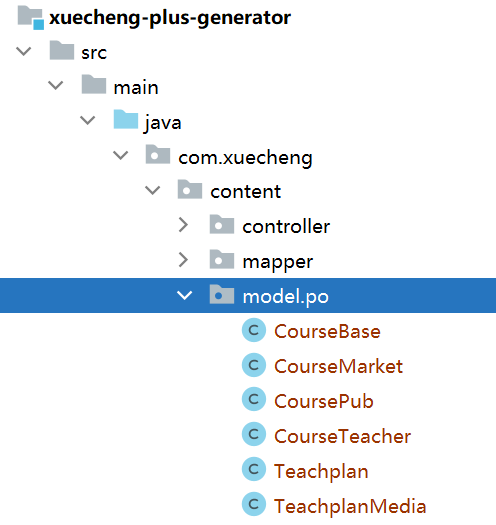 xuecheng-plus-generator
src
main
java
com.xuecheng
content
controller
mapper
model.po
C CourseBase
C CourseMarket
C CoursePub
C CourseTeacher
C Teachplan
C TeachplanMedia